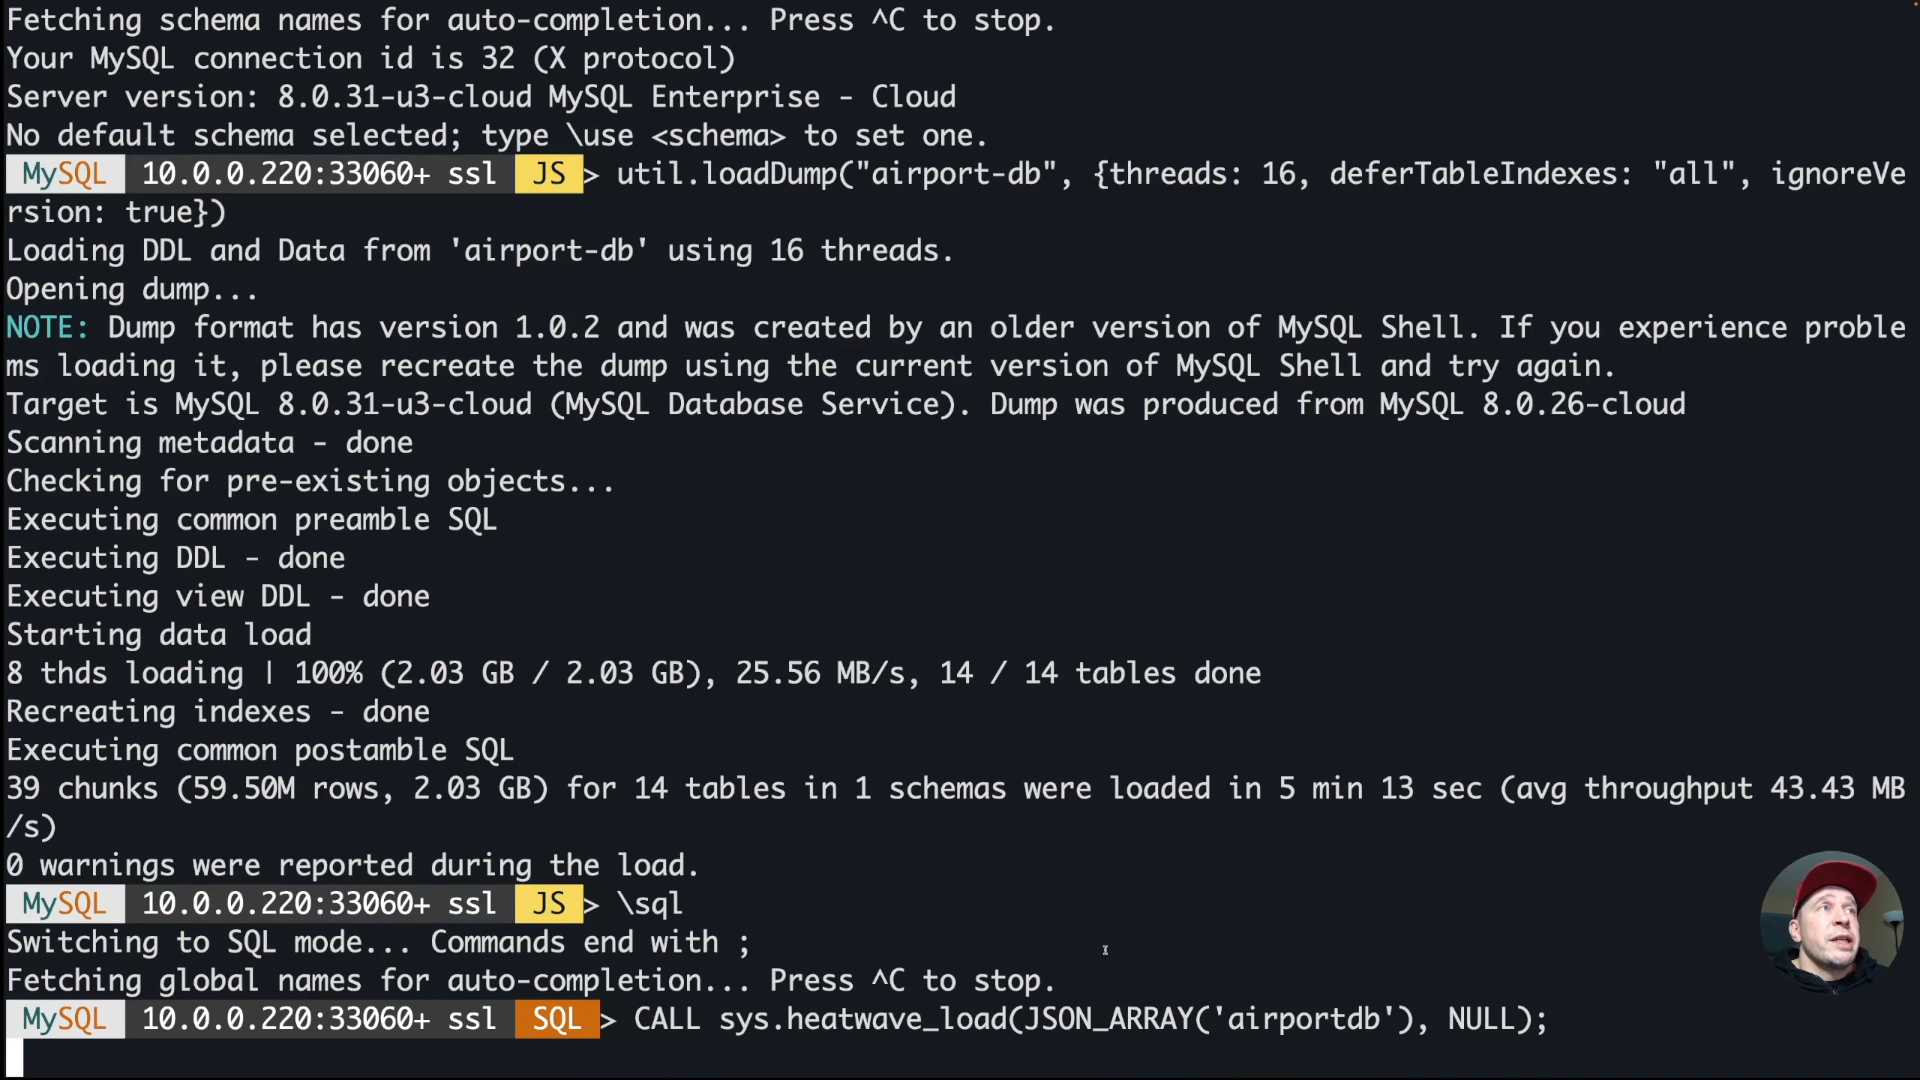 Fetching schema names for auto-completion... Press ^C to stop.
Your MySQL connection id is 32 (X protocol)
Server version: 8.0.31-u3-cloud MySQL Enterprise - Cloud
No default schema selected; type \use <schema> to set one.
MySQL 10.0.0.220:33060+ ssl JS > util.loadDump("airport-db", {threads: 16, deferTableIndexes: "all", ignoreVe
rsion: true})
Loading DDL and Data from 'airport-db' using 16 threads.
Opening dump...
NOTE: Dump format has version 1.0.2 and was created by an older version of MySQL Shell. If you experience proble
ms loading it, please recreate the dump using the current version of MySQL Shell and try again.
Target is MySQL 8.0.31-u3-cloud (MySQL Database Service). Dump was produced from MySQL 8.0.26-cloud
Scanning metadata - done
Checking for pre-existing objects...
Executing common preamble SQL
Executing DDL - done
Executing view DDL - done
Starting data load
8 thds loading | 100% (2.03 GB / 2.03 GB), 25.56 MB/s, 14 / 14 tables done
Recreating indexes - done
Executing common postamble SQL
39 chunks (59.50M rows, 2.03 GB) for 14 tables in 1 schemas were loaded in 5 min 13 sec (avg throughput 43.43 MB
/s)
0 warnings were reported during the load.
MySQL 10.0.0.220:33060+ ssl JS > \sql
Switching to SQL mode... Commands end with ;
Fetching global names for auto-completion... Press ^C to stop.
MySQL 10.0.0.220:33060+ ssl SQL > CALL sys.heatwave_load(JSON_ARRAY('airportdb'), NULL);